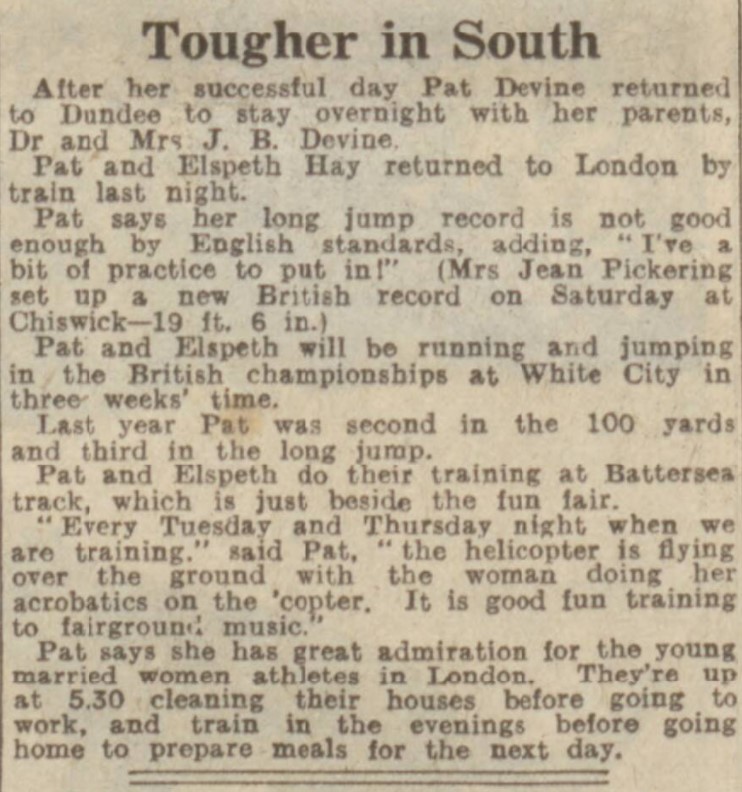 Tougher in South
After her successful day Pat Devine returned
to Dundee to stay overnight with her parents,
Dr and Mrs J. B. Devine.
Pat and Elspeth Hay returned to London by
train last night.
Pat says her long jump record is not good
enough by English standards, adding, "I've a
bit of practice to put in!" (Mrs Jean Pickering
set up a new British record on Saturday at
Chiswick—19 ft. 6 in.)
Pat and Elspeth will be running and jumping
in the British championships at White City in
three weeks' time.
Last year Pat was second in the 100 yards
and third in the long jump.
Pat and Elspeth do their training at Battersea
track, which is just beside the fun fair.
"Every Tuesday and Thursday night when we
are training." said Pat, "the helicopter is flying
over the ground with the woman doing her
acrobatics on the 'copter. It is good fun training
to fairground music."
Pat says she has great admiration for the young
married women athletes in London. They're up
at 5.30 cleaning their houses before going to
work, and train in the evenings before going
home to prepare meals for the next day.